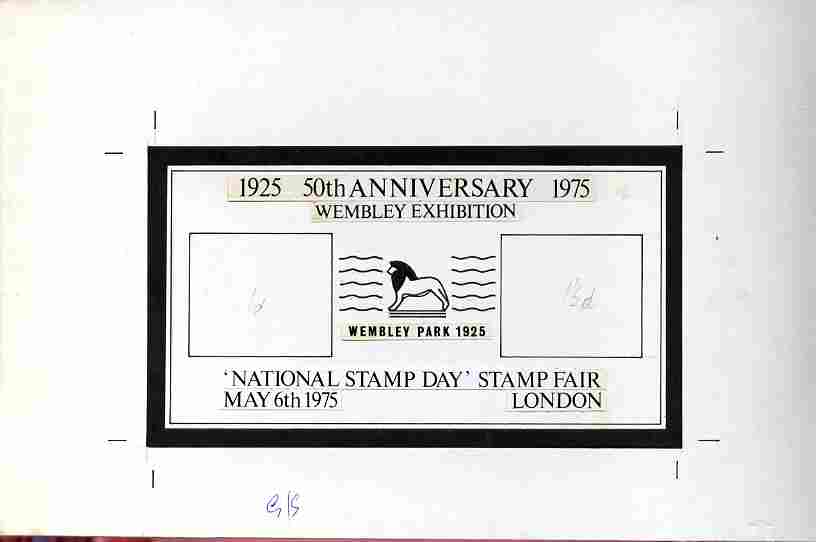 1925 50th ANNIVERSARY 1975
WEMBLEY EXHIBITION
1d
1½d
WEMBLEY PARK 1925
'NATIONAL STAMP DAY' STAMP FAIR
MAY 6th 1975 LONDON